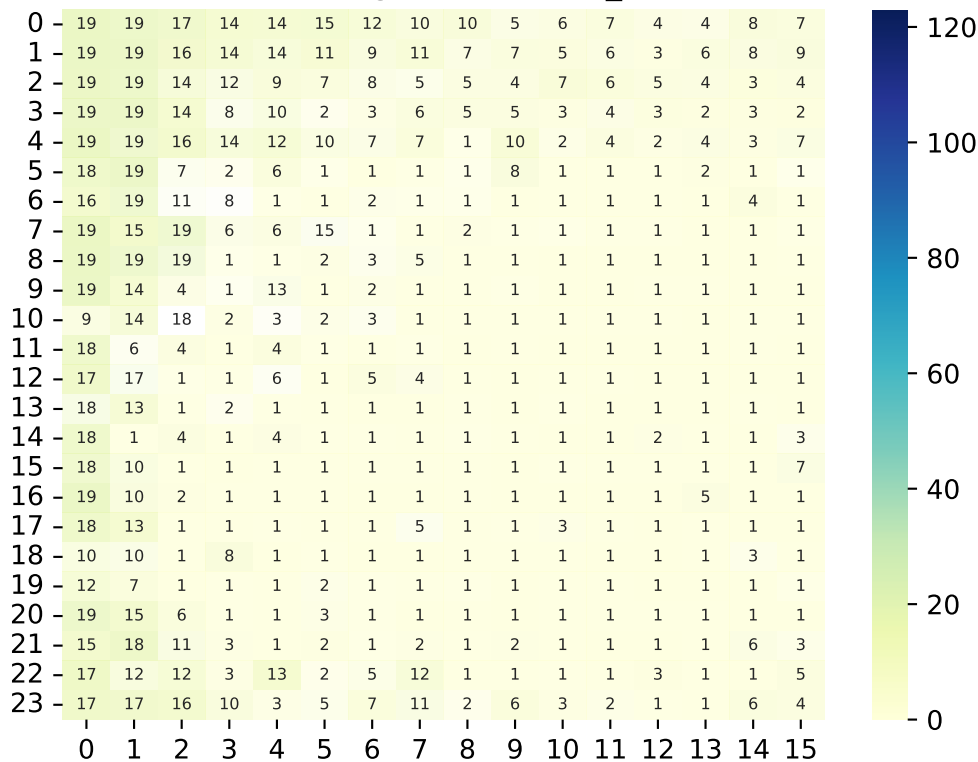 0 19 19 17 14 14 15 12 10 10 5 6 7 4 4 8 7
1 19 19 16 14 14 11 9 11 7 7 5 6 3 6 8 9
2 19 19 14 12 9 7 8 5 5 4 7 6 5 4 3 4
3 19 19 14 8 10 2 3 6 5 5 3 4 3 2 3 2
4 19 19 16 14 12 10 7 7 1 10 2 4 2 4 3 7
5 18 19 7 2 6 1 1 1 1 8 1 1 1 2 1 1
6 16 19 11 8 1 1 2 1 1 1 1 1 1 1 4 1
7 19 15 19 6 6 15 1 1 2 1 1 1 1 1 1 1
8 19 19 19 1 1 2 3 5 1 1 1 1 1 1 1 1
9 19 14 4 1 13 1 2 1 1 1 1 1 1 1 1 1
10 9 14 18 2 3 2 3 1 1 1 1 1 1 1 1 1
11 18 6 4 1 4 1 1 1 1 1 1 1 1 1 1 1
12 17 17 1 1 6 1 5 4 1 1 1 1 1 1 1 1
13 18 13 1 2 1 1 1 1 1 1 1 1 1 1 1 1
14 18 1 4 1 4 1 1 1 1 1 1 1 2 1 1 3
15 18 10 1 1 1 1 1 1 1 1 1 1 1 1 1 7
16 19 10 2 1 1 1 1 1 1 1 1 1 1 5 1 1
17 18 13 1 1 1 1 1 5 1 1 3 1 1 1 1 1
18 10 10 1 8 1 1 1 1 1 1 1 1 1 1 3 1
19 12 7 1 1 1 2 1 1 1 1 1 1 1 1 1 1
20 19 15 6 1 1 3 1 1 1 1 1 1 1 1 1 1
21 15 18 11 3 1 2 1 2 1 2 1 1 1 1 6 3
22 17 12 12 3 13 2 5 12 1 1 1 1 3 1 1 5
23 17 17 16 10 3 5 7 11 2 6 3 2 1 1 6 4
0 1 2 3 4 5 6 7 8 9 10 11 12 13 14 15
120
100
80
60
40
20
0